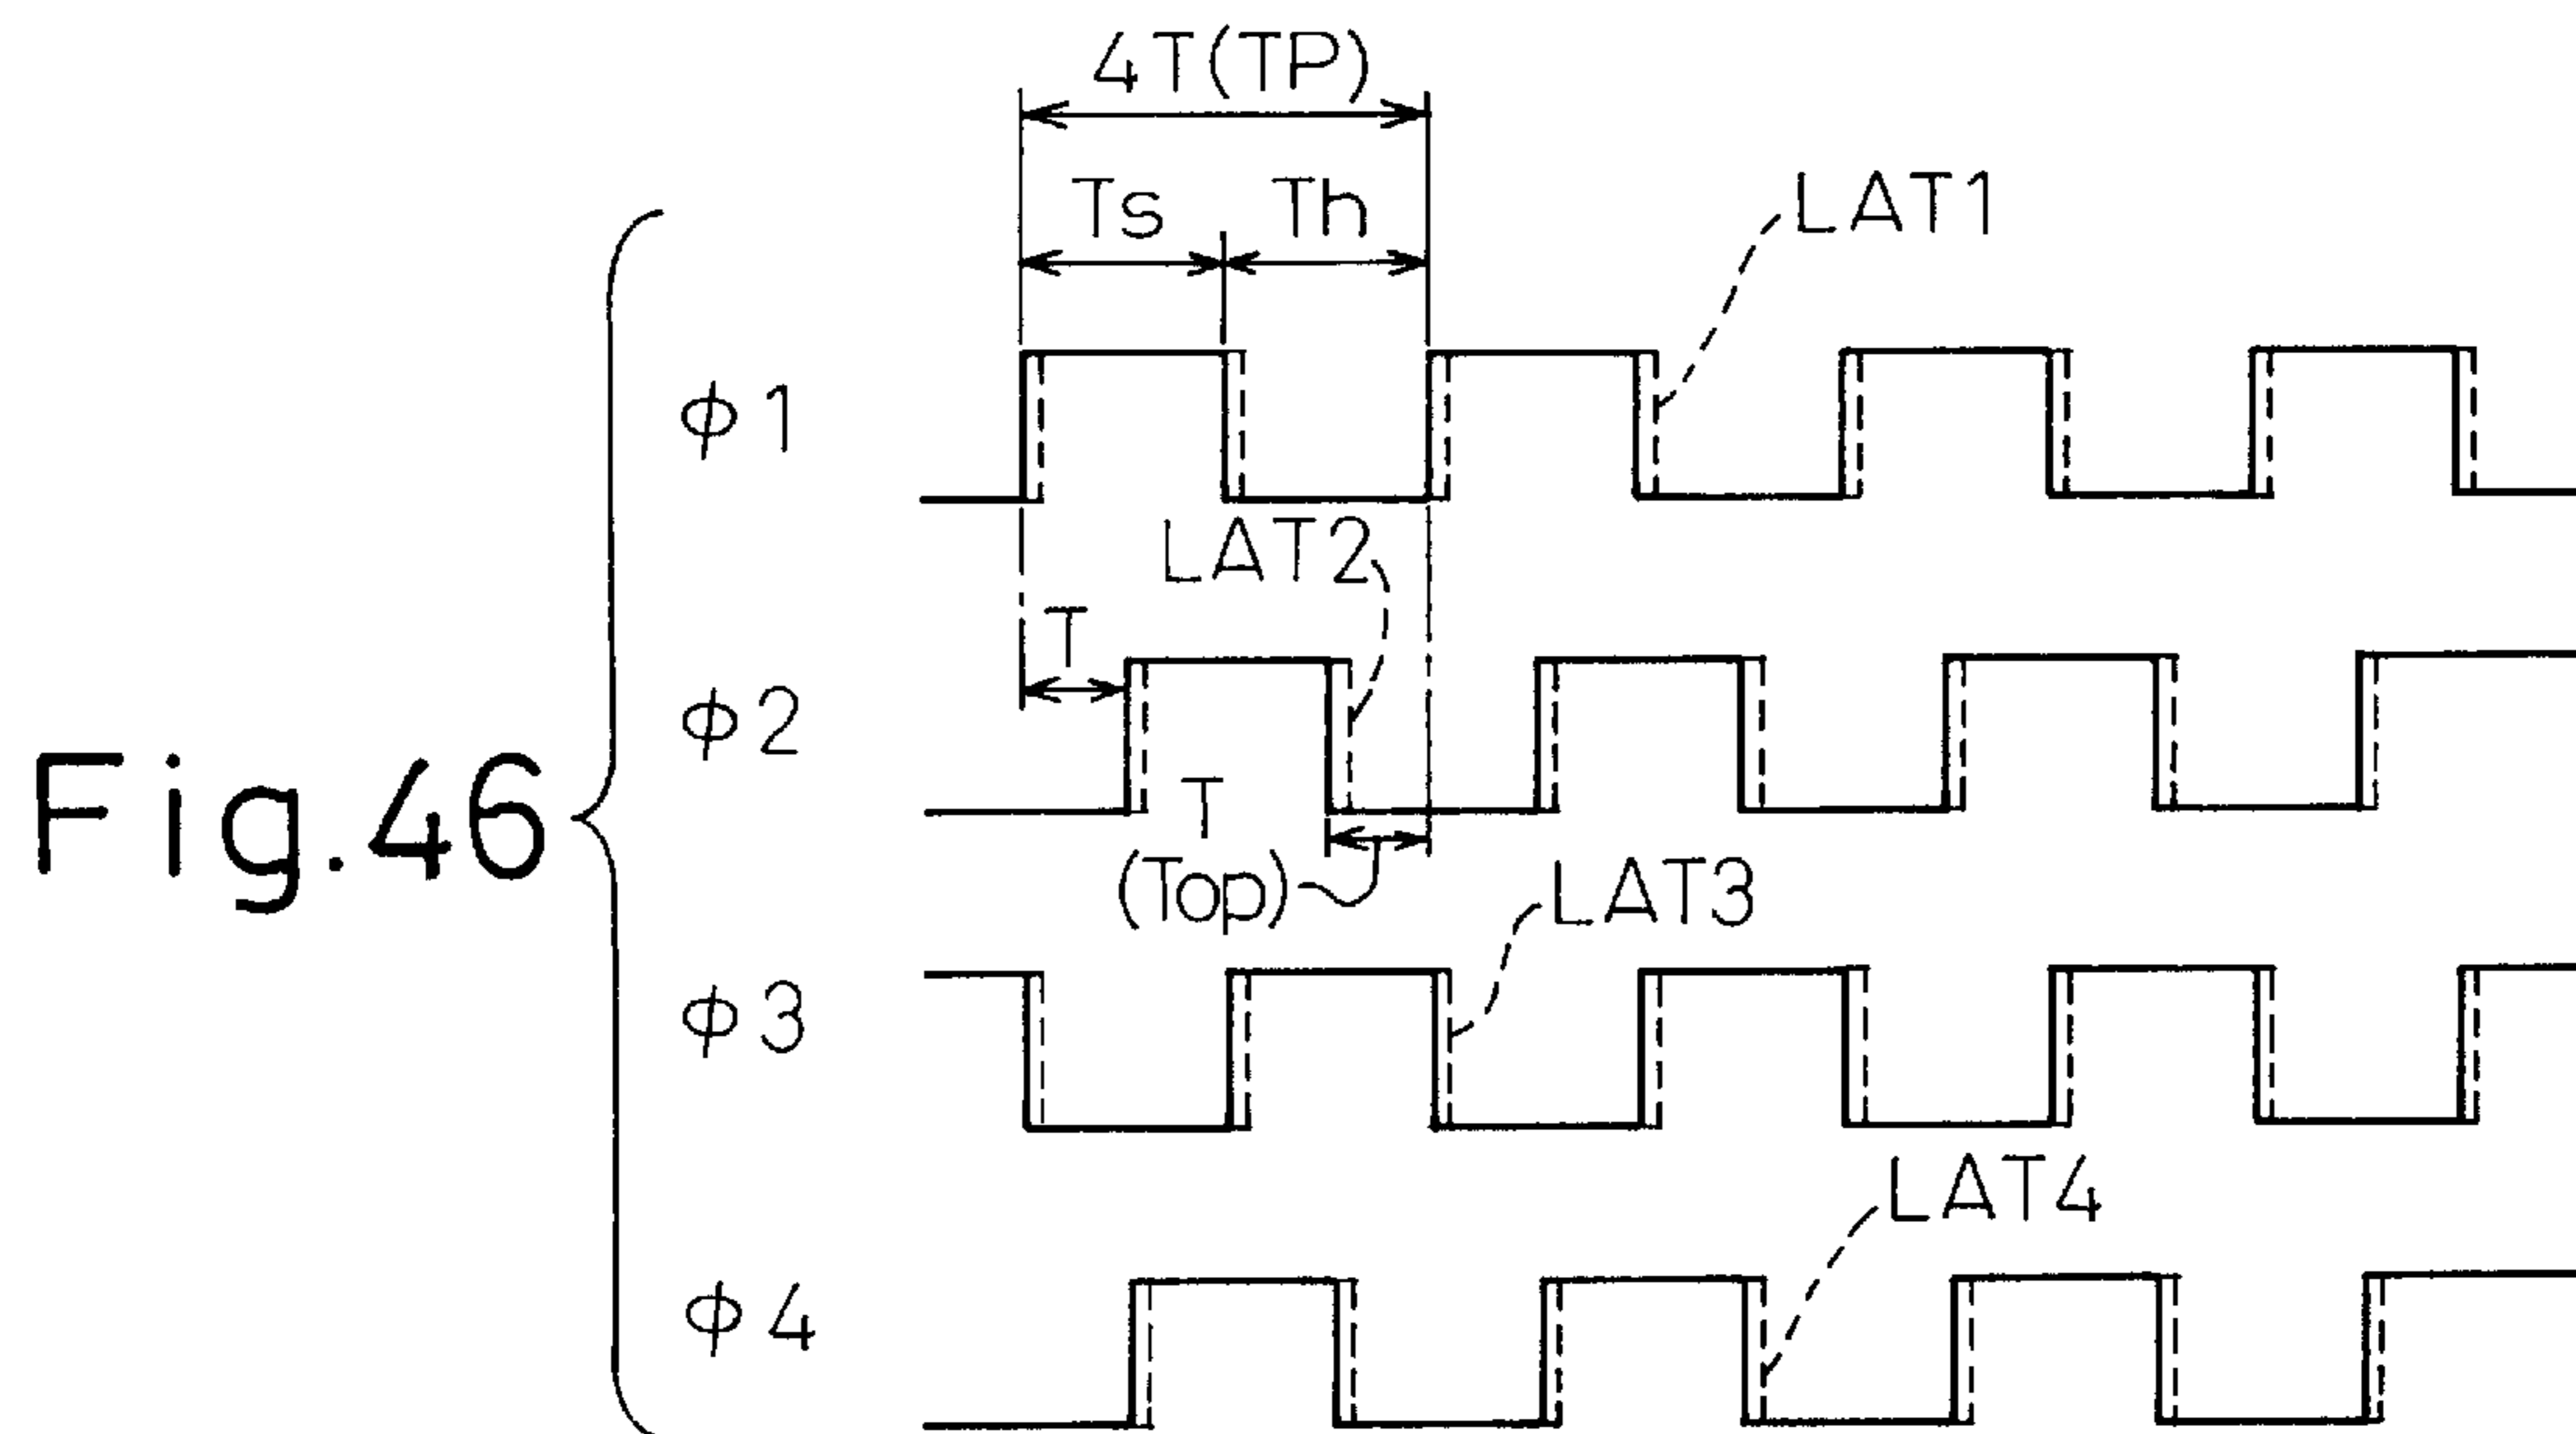 4T(TP)
Ts Th
LAT1
φ1
LAT2
T
φ2
Fig.46
T
(Top)
LAT3
φ3
LAT4
φ4